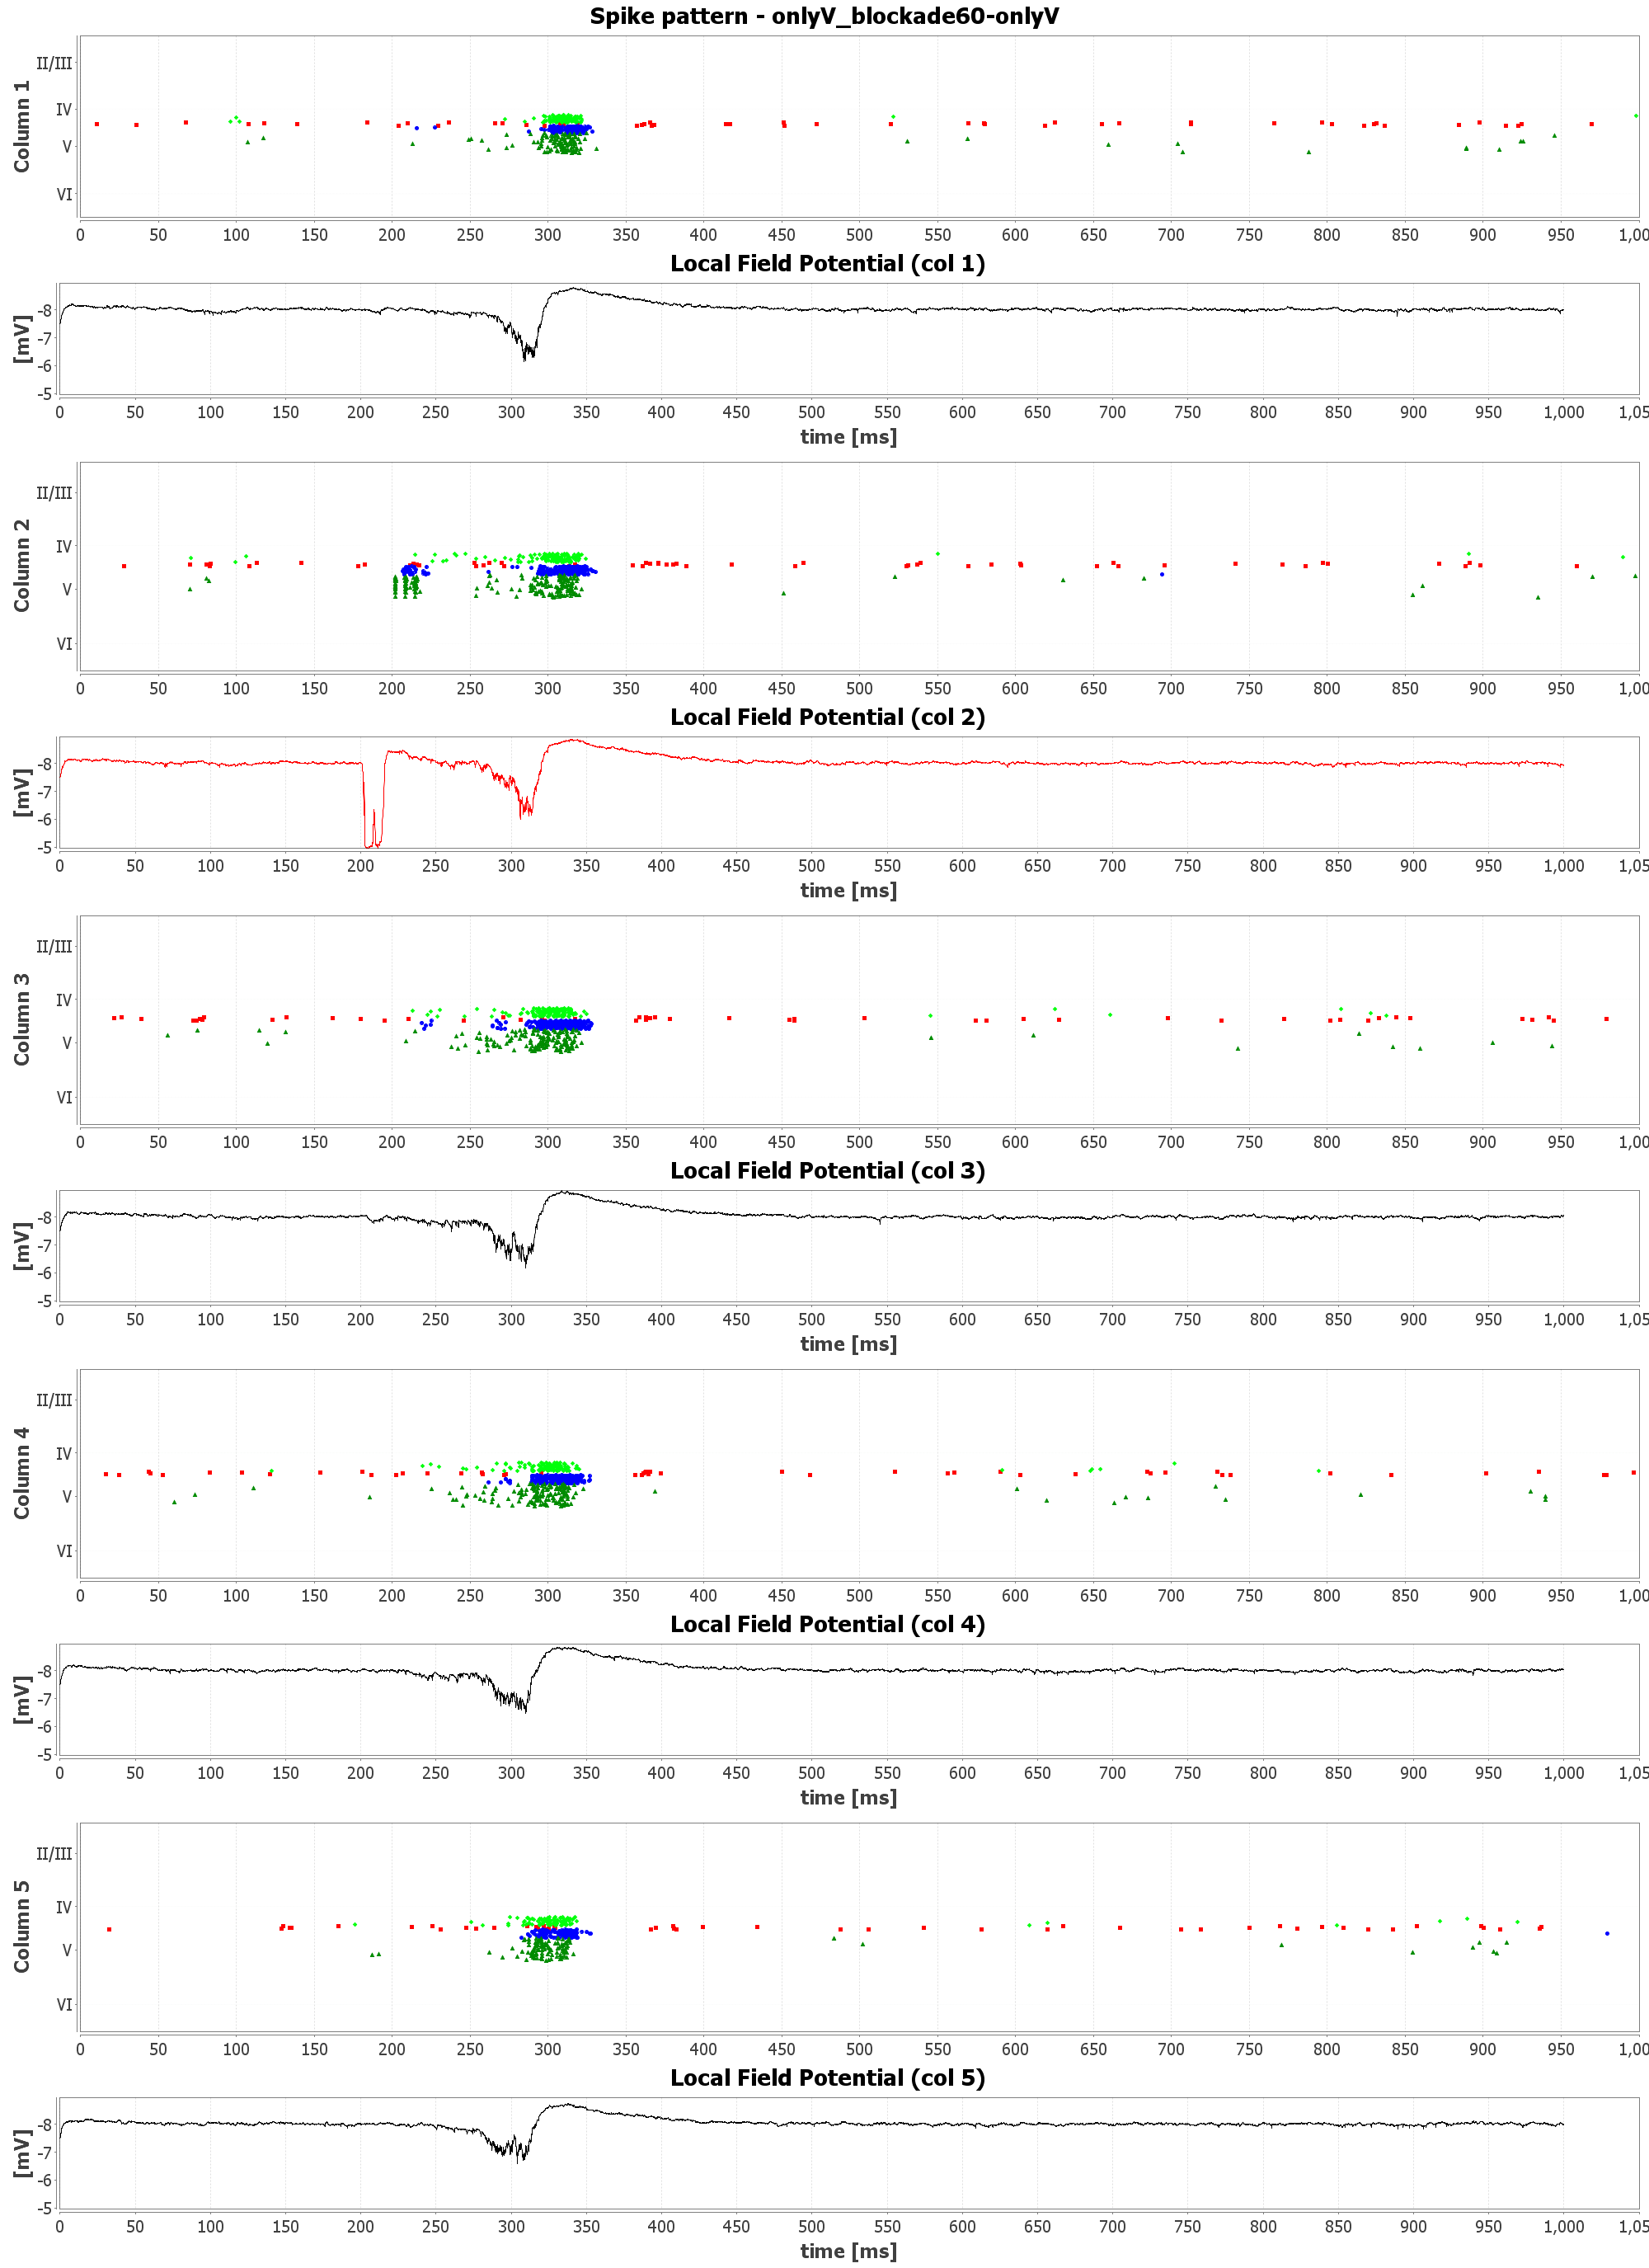 Spike pattern - onlyV_blockade60-onlyV
Column 1
II/III
IV
V
VI
0 50 100 150 200 250 300 350 400 450 500 550 600 650 700 750 800 850 900 950 1,00
Local Field Potential (col 1)
[mV]
-8
-7
-6
-5
0 50 100 150 200 250 300 350 400 450 500 550 600 650 700 750 800 850 900 950 1,000 1,05
time [ms]
Column 2
II/III
IV
V
VI
0 50 100 150 200 250 300 350 400 450 500 550 600 650 700 750 800 850 900 950 1,00
Local Field Potential (col 2)
[mV]
-8
-7
-6
-5
0 50 100 150 200 250 300 350 400 450 500 550 600 650 700 750 800 850 900 950 1,000 1,05
time [ms]
Column 3
II/III
IV
V
VI
0 50 100 150 200 250 300 350 400 450 500 550 600 650 700 750 800 850 900 950 1,00
Local Field Potential (col 3)
[mV]
-8
-7
-6
-5
0 50 100 150 200 250 300 350 400 450 500 550 600 650 700 750 800 850 900 950 1,000 1,05
time [ms]
Column 4
II/III
IV
V
VI
0 50 100 150 200 250 300 350 400 450 500 550 600 650 700 750 800 850 900 950 1,00
Local Field Potential (col 4)
[mV]
-8
-7
-6
-5
0 50 100 150 200 250 300 350 400 450 500 550 600 650 700 750 800 850 900 950 1,000 1,05
time [ms]
Column 5
II/III
IV
V
VI
0 50 100 150 200 250 300 350 400 450 500 550 600 650 700 750 800 850 900 950 1,00
Local Field Potential (col 5)
[mV]
-8
-7
-6
-5
0 50 100 150 200 250 300 350 400 450 500 550 600 650 700 750 800 850 900 950 1,000 1,05
time [ms]